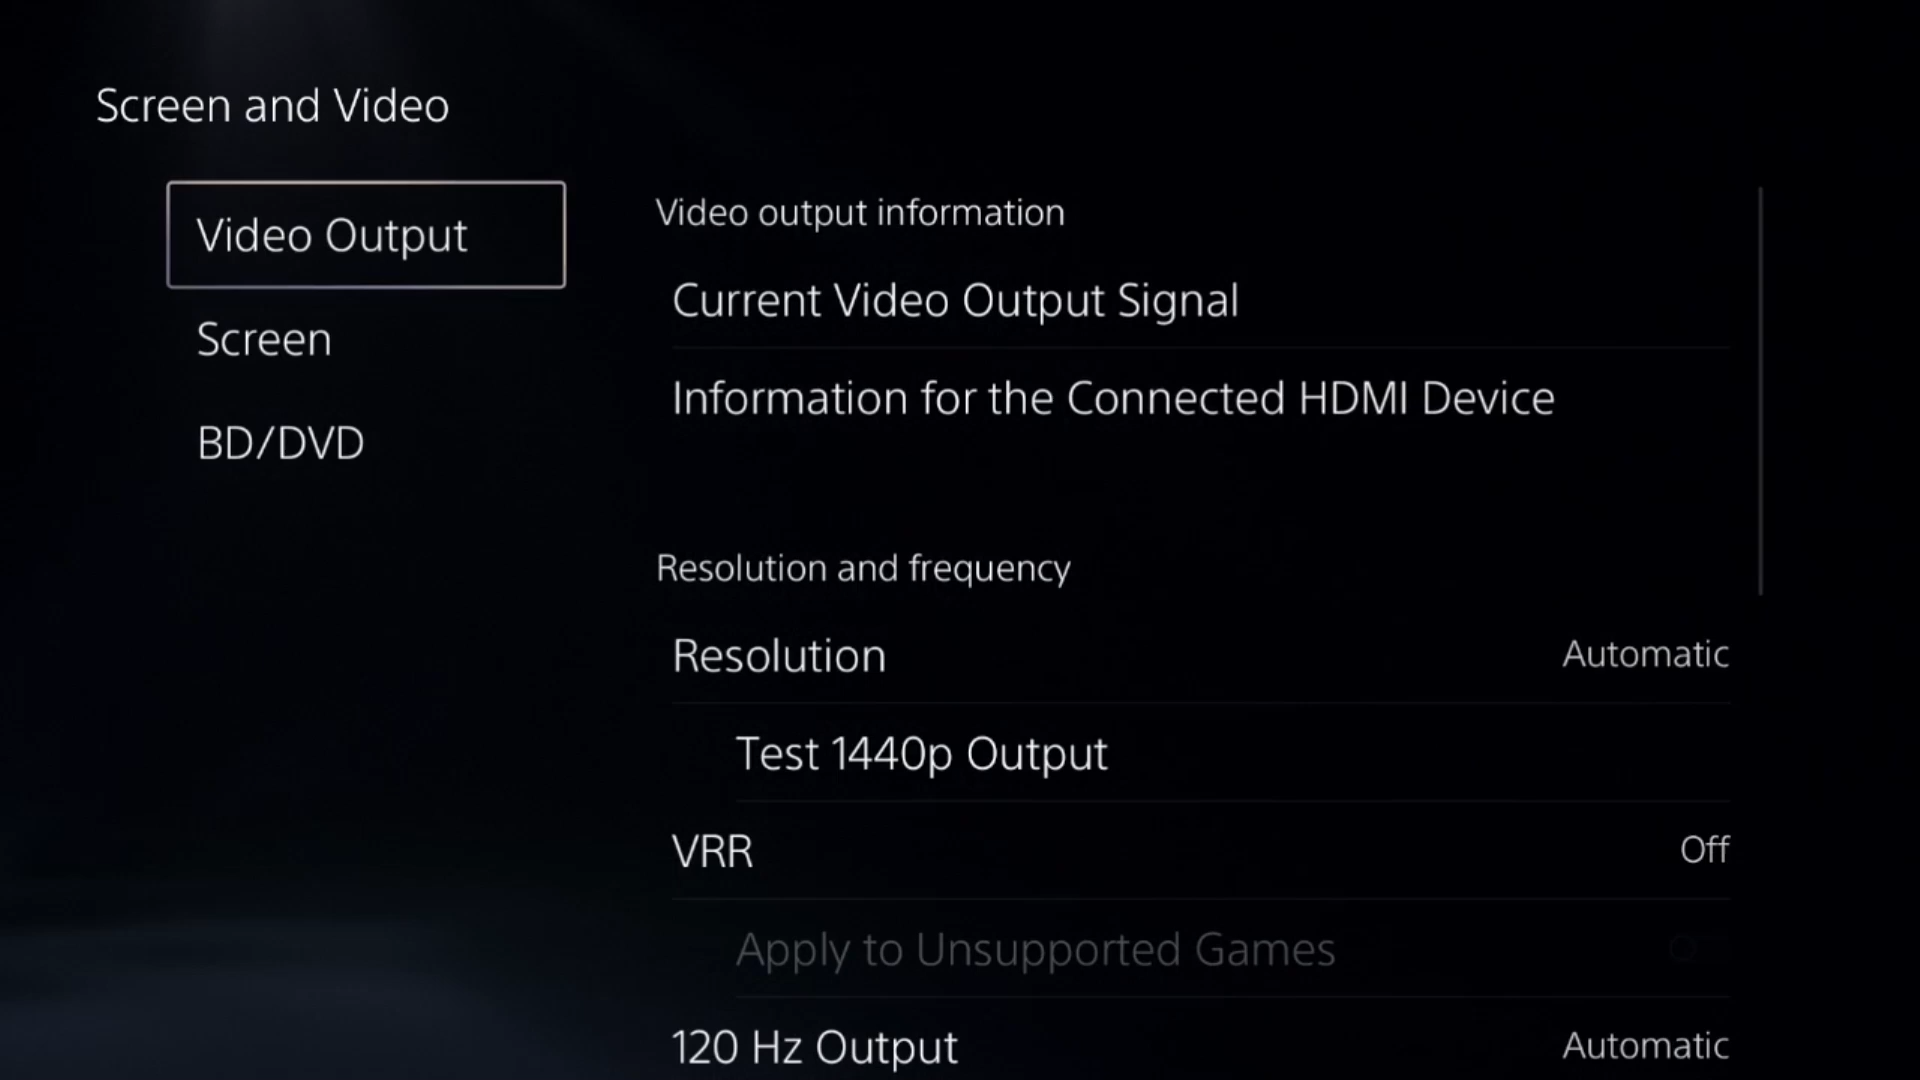 Screen and Video
Video Output
Screen
BD/DVD
Video output information
Current Video Output Signal
Information for the Connected HDMI Device
Resolution and frequency
Resolution Automatic
Test 1440p Output
VRR Off
Apply to Unsupported Games
120 Hz Output Automatic